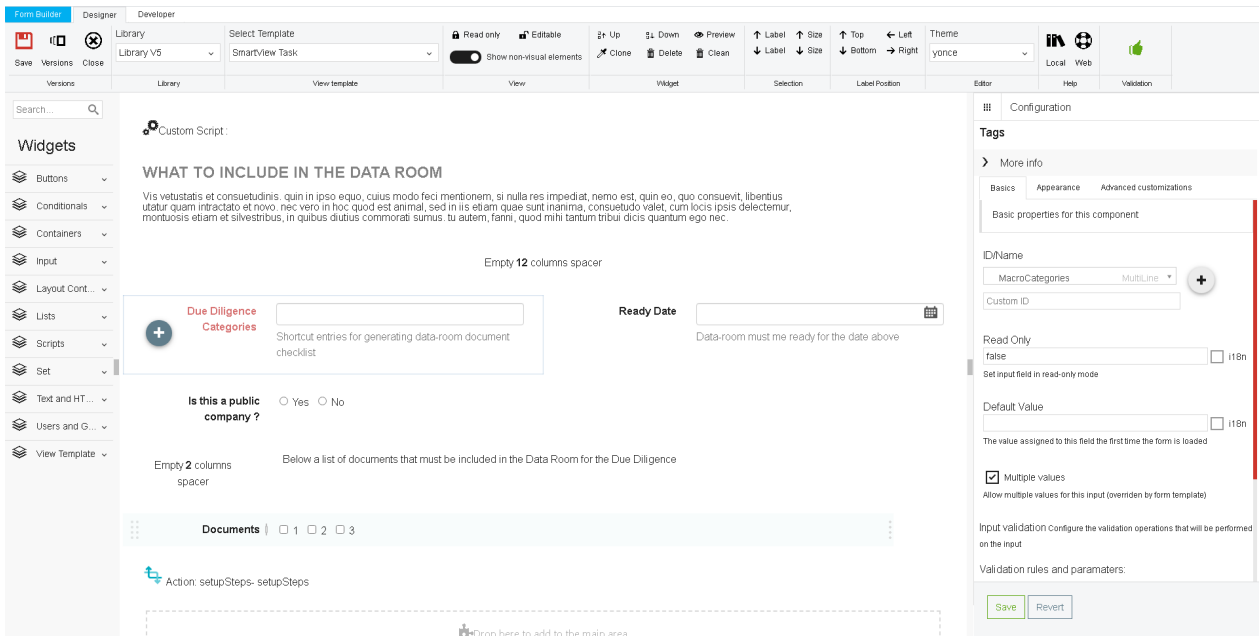 Form Builder Designer Developer
Library Select Template Read only Editable Up Down Preview Label Size Top Left Theme
Library V5 SmartView Task Show non-visual elements Clone Delete Clean Label Size Bottom Right yonce
Save Versions Close Local Web
Versions Library View template View Widget Selection Label Position Editor Help Validation
Search...
Widgets
Buttons
Conditionals
Containers
Input
Layout Cont...
Lists
Scripts
Set
Text and HT...
Users and G...
View Template
Custom Script :
WHAT TO INCLUDE IN THE DATA ROOM
Vis vetustatis et consuetudinis. quin in ipso equo, cuius modo feci mentionem, si nulla res impediat, nemo est, quin eo, quo consuevit, libentius
utatur quam intractato et novo. nec vero in hoc quod est animal, sed in iis etiam quae sunt inanima, consuetudo valet, cum locis ipsis delectemur,
montuosis etiam et silvestribus, in quibus diutius commorati sumus. tu autem, fanni, quod mihi tantum tribui dicis quantum ego nec.
Empty 12 columns spacer
Due Diligence
Categories
Shortcut entries for generating data-room document
checklist
Ready Date
Data-room must me ready for the date above
Is this a public
company ?
Yes No
Empty 2 columns
spacer
Below a list of documents that must be included in the Data Room for the Due Diligence
Documents 1 2 3
Action: setupSteps- setupSteps
Drop here to add to the main area
Configuration
Tags
More info
Basics Appearance Advanced customizations
Basic properties for this component
ID/Name
MacroCategories MultiLine
Custom ID
Read Only
false i18n
Set input field in read-only mode
Default Value
i18n
The value assigned to this field the first time the form is loaded
Multiple values
Allow multiple values for this input (overriden by form template)
Input validation Configure the validation operations that will be performed
on the input
Validation rules and paramaters:
Save Revert